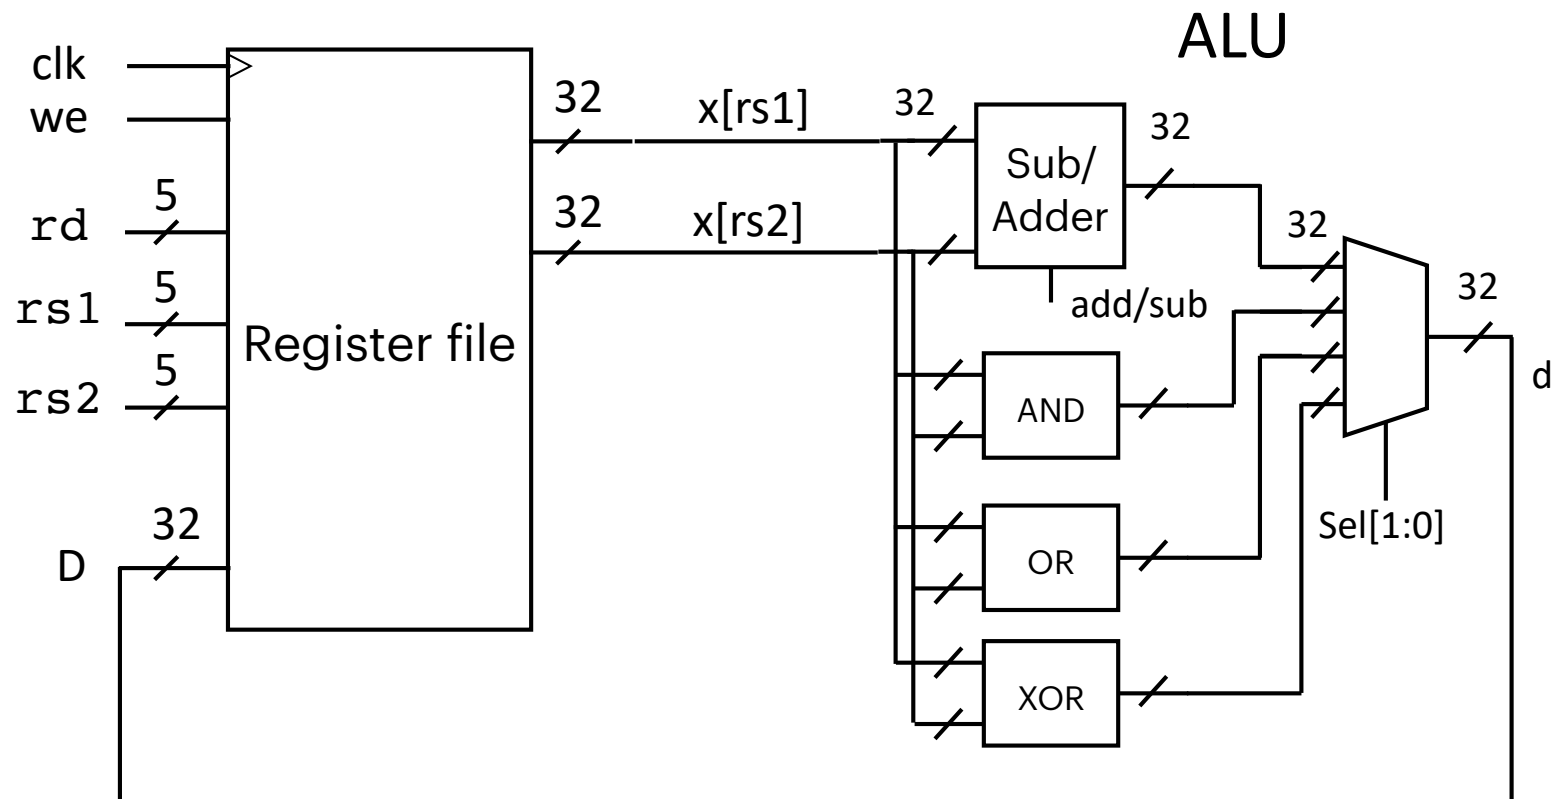 ALU
clk
we
5
rd
5
rs1
5
rs2
32
D
Register file
32
x[rs1]
32
32
x[rs2]
Sub/
Adder
32
add/sub
AND
OR
XOR
32
32
d
Sel[1:0]